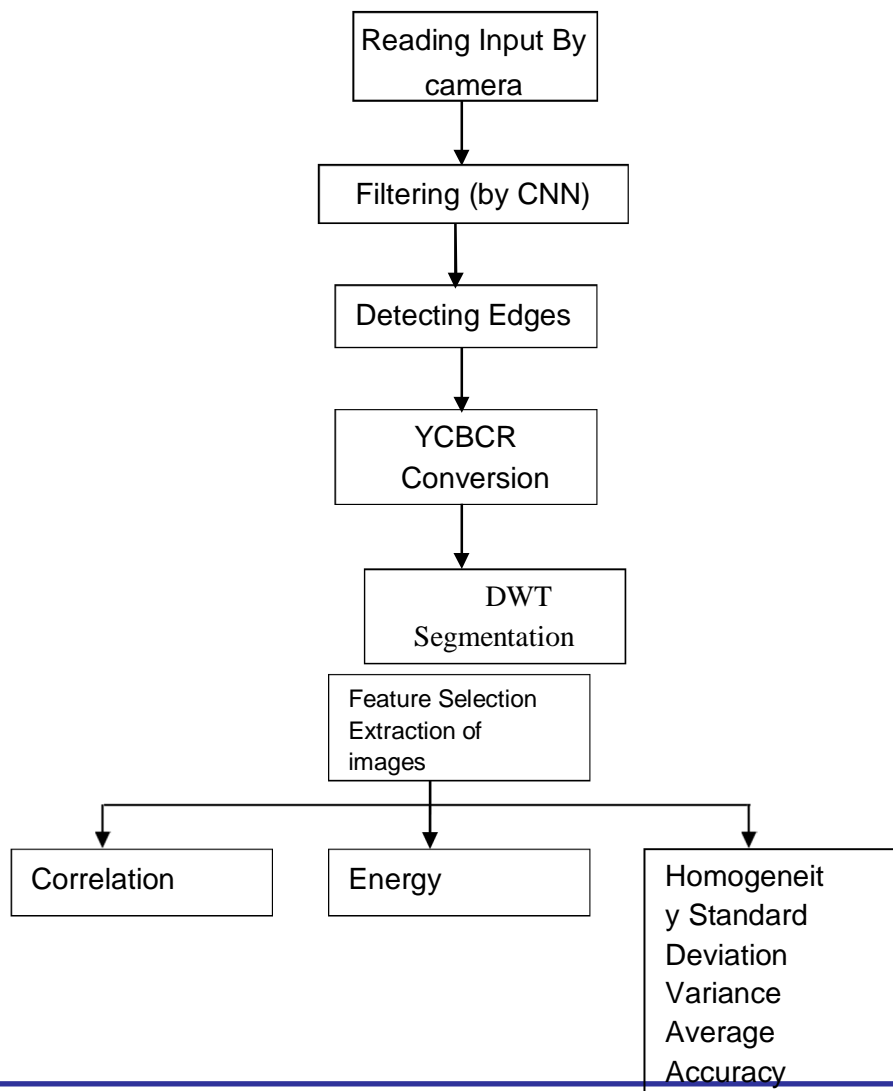 Reading Input By
camera
Filtering (by CNN)
Detecting Edges
YCBCR
Conversion
DWT
Segmentation
Feature Selection
Extraction of
images
Correlation
Energy
Homogeneit
y Standard
Deviation
Variance
Average
Accuracy